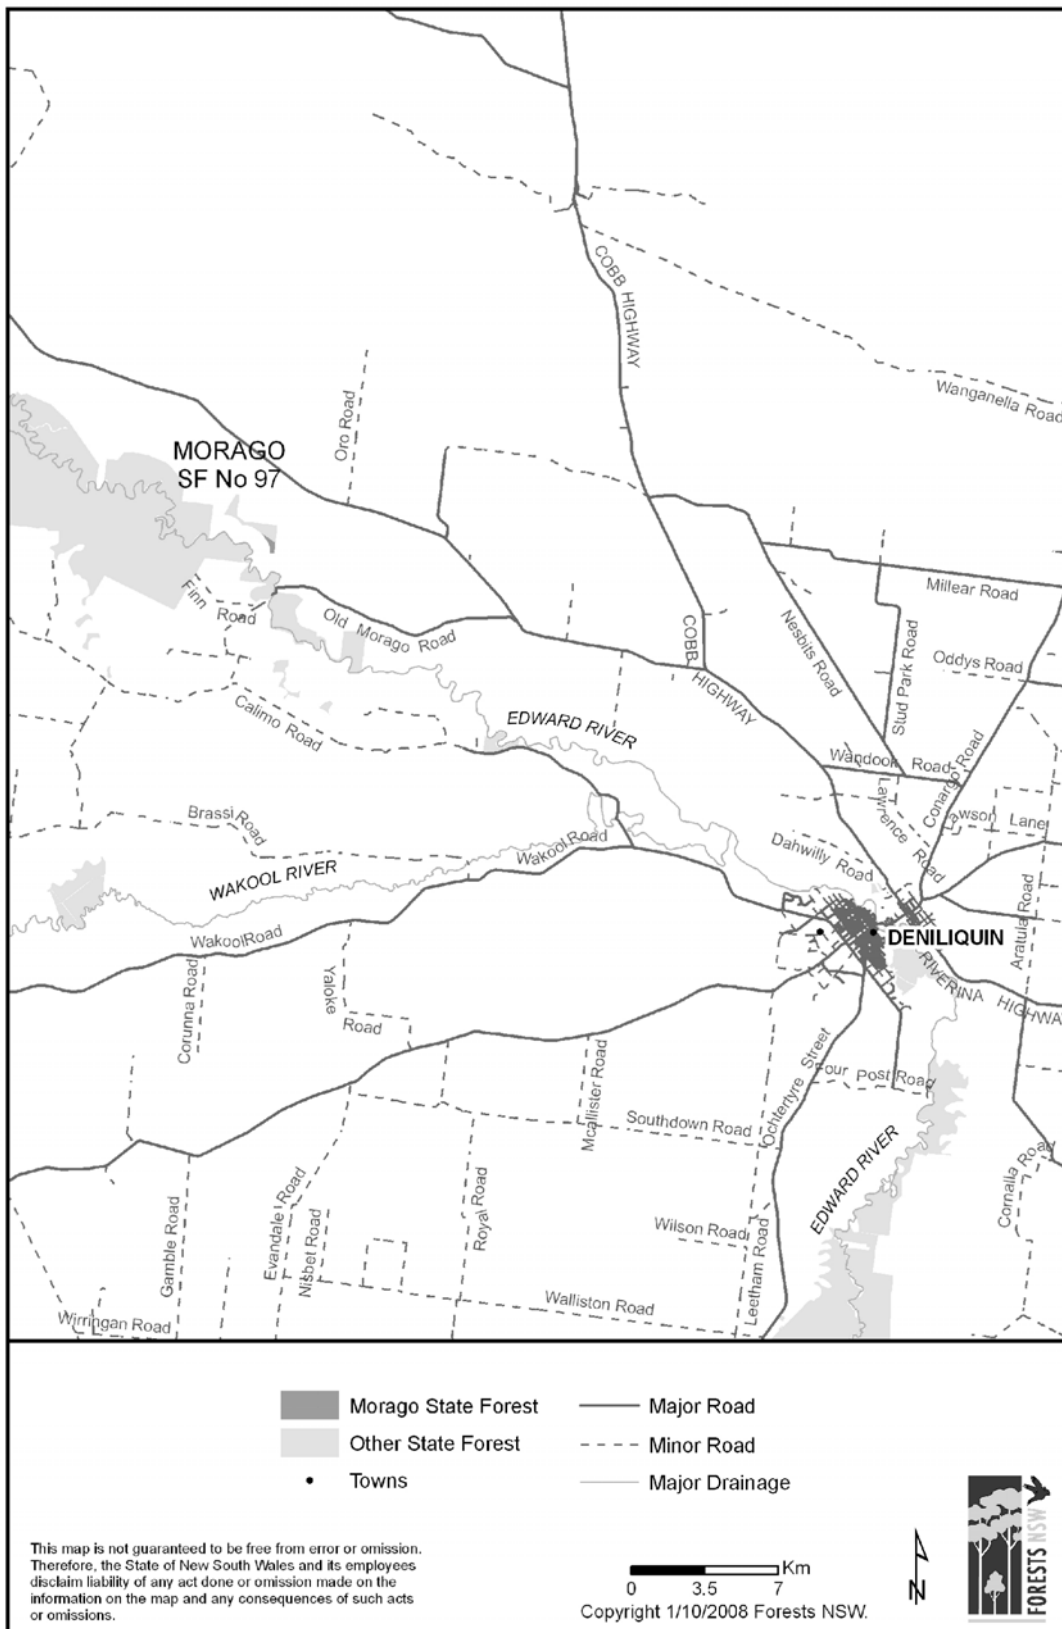 COBB HIGHWAY
Wanganella Road
Oro Road
MORAGO
SF No 97
Millear Road
Finn Road
Old Morago Road
COBB
HIGHWAY
Nesbits Road
Stud Park Road
Oddys Road
Calimo Road
EDWARD RIVER
Wandook Road
Conargo Road
Lawrence Road
Lawson Lane
Brassi Road
Wakool Road
Dahwilly Road
WAKOOL RIVER
Aratula Road
WakoolRoad
DENILIQUIN
RIVERINA HIGHWA
Corunna Road
Yaloke
Road
Mcallister Road
Ochtertyre Street
Four Post Road
Southdown Road
EDWARD RIVER
Cornalla Road
Gamble Road
Evandale Road
Nisbet Road
Royal Road
Wilson Road
Leetham Road
Walliston Road
Wirringan Road
Morago State Forest
Other State Forest
Towns
Major Road
Minor Road
Major Drainage
This map is not guaranteed to be free from error or omission.
Therefore, the State of New South Wales and its employees
disclaim liability of any act done or omission made on the
information on the map and any consequences of such acts
or omissions.
Km
0 3.5 7
Copyright 1/10/2008 Forests NSW.
N
FORESTS NSW